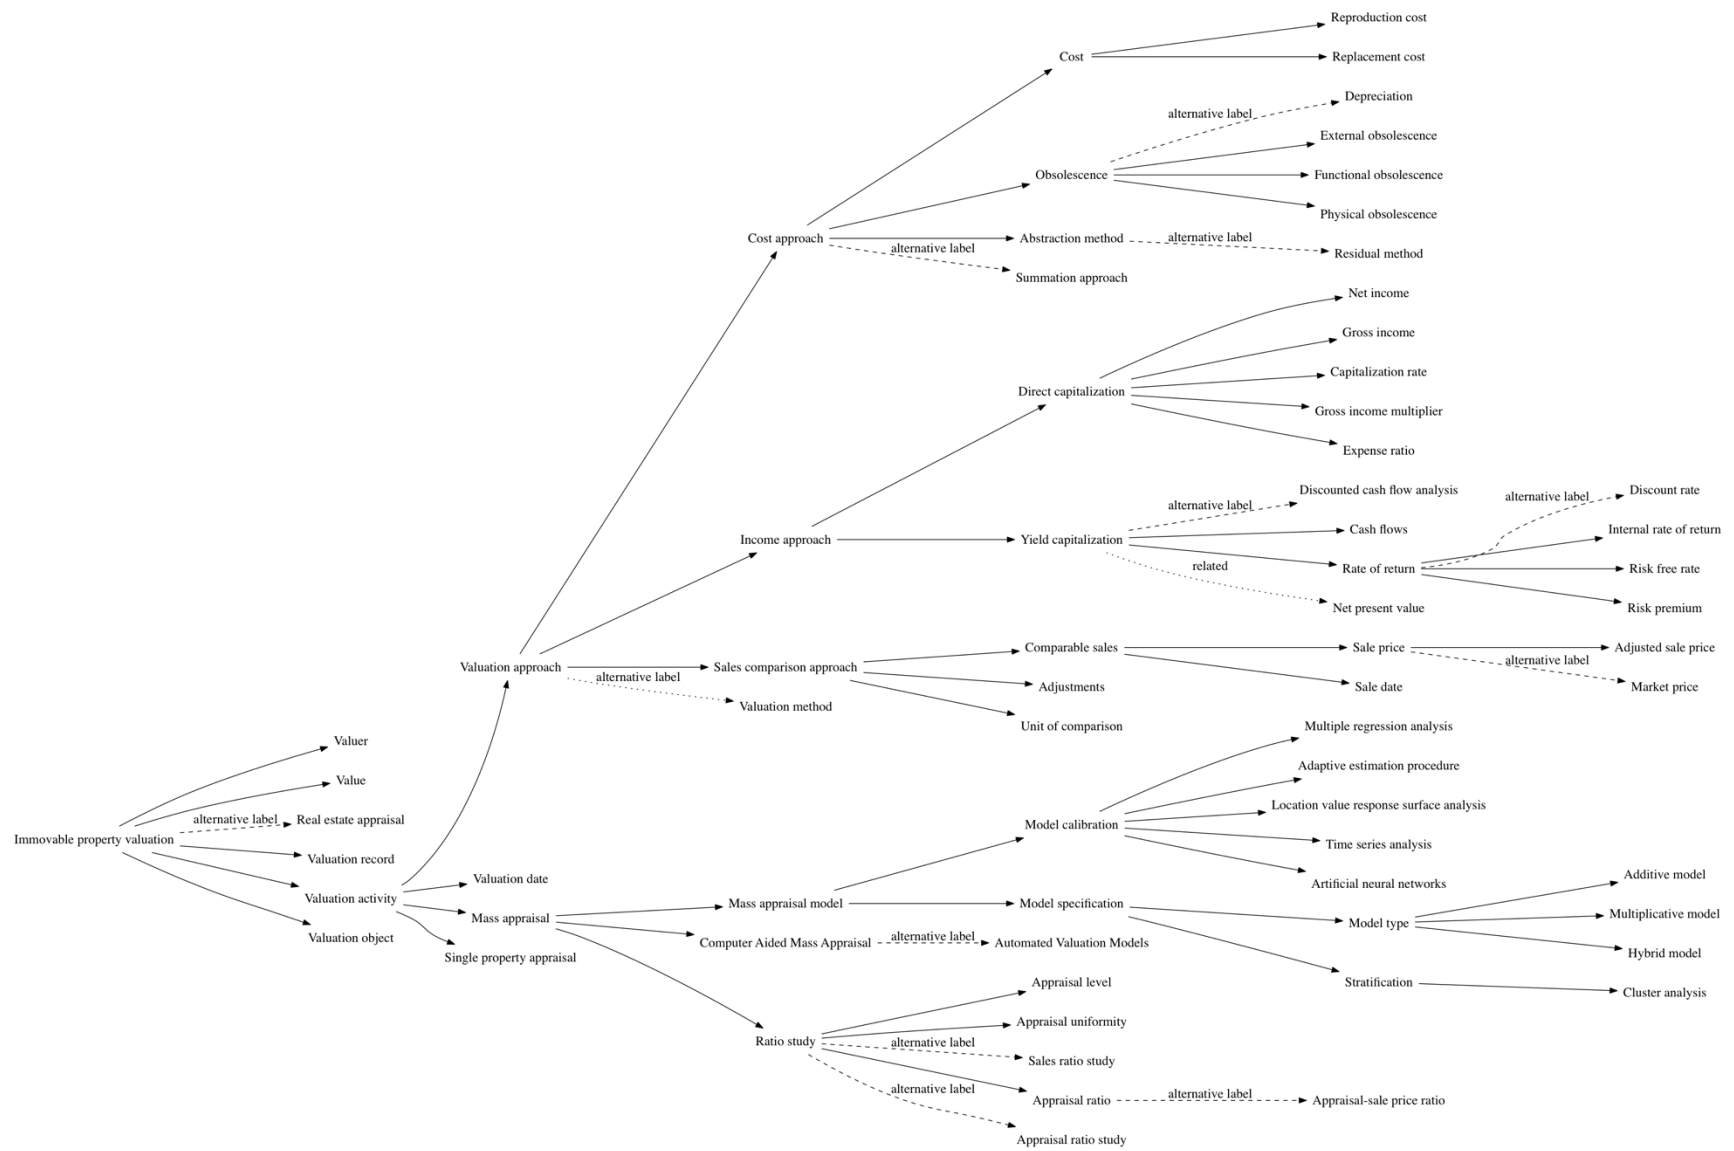 Reproduction cost
Cost
Replacement cost
Depreciation
alternative label
External obsolescence
Obsolescence
Functional obsolescence
Physical obsolescence
Cost approach
alternative label
Abstraction method
alternative label
Residual method
Summation approach
Net income
Gross income
Capitalization rate
Direct capitalization
Gross income multiplier
Expense ratio
Discounted cash flow analysis
alternative label
Discount rate
alternative label
Cash flows
Internal rate of return
Income approach
Yield capitalization
related
Rate of return
Risk free rate
Net present value
Risk premium
Comparable sales
Sale price
Adjusted sale price
alternative label
Valuation approach
Sales comparison approach
alternative label
Adjustments
Sale date
Market price
Valuation method
Unit of comparison
Multiple regression analysis
Valuer
Adaptive estimation procedure
Value
Location value response surface analysis
alternative label
Real estate appraisal
Model calibration
Immovable property valuation
Time series analysis
Valuation record
Valuation date
Artificial neural networks
Additive model
Valuation activity
Mass appraisal model
Model specification
Mass appraisal
Model type
Multiplicative model
Valuation object
Computer Aided Mass Appraisal
alternative label
Automated Valuation Models
Hybrid model
Single property appraisal
Appraisal level
Stratification
Cluster analysis
Appraisal uniformity
Ratio study
alternative label
Sales ratio study
alternative label
Appraisal ratio
alternative label
Appraisal-sale price ratio
Appraisal ratio study